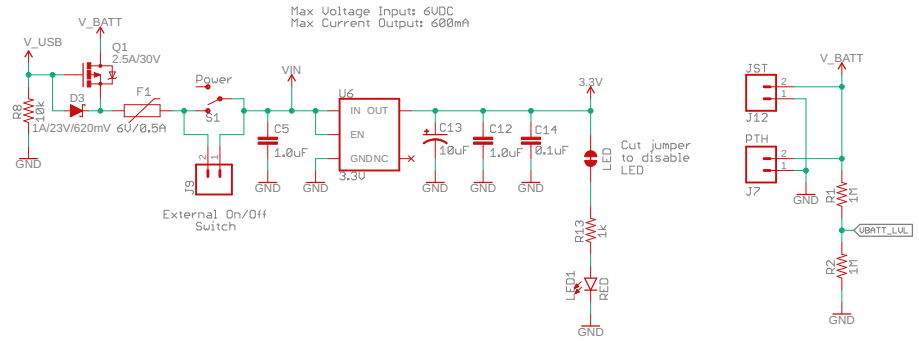 Max Voltage Input: 6VDC
Max Current Output: 600mA
V_BATT
V_USB
Q1
2.5A/30V
D3
R8
10k
1A/23V/620mV
GND
F1
6V/0.5A
Power
S1
VIN
2
1
J9
External On/Off
Switch
C5
1.0uF
GND
U6
IN OUT
EN
GND NC
3.3V
GND
C13
10uF
GND
C12
1.0uF
GND
C14
0.1uF
GND
3.3V
LED
Cut jumper
to disable
LED
R13
1k
LED1
RED
GND
JST
2
1
J12
PTH
2
1
J7
GND
V_BATT
R1
1M
VBATT_LVL
R2
1M
GND